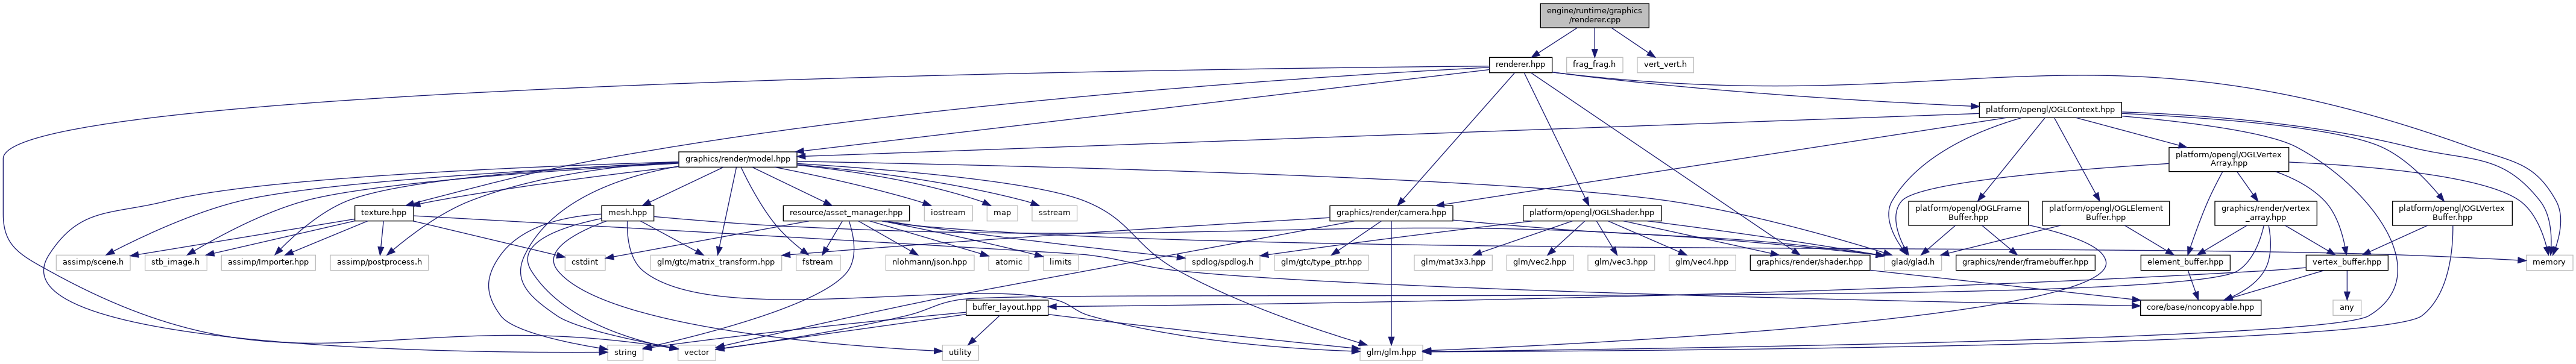 engine/runtime/graphics
/renderer.cpp
renderer.hpp
frag_frag.h
vert_vert.h
platform/opengl/OGLContext.hpp
graphics/render/model.hpp
platform/opengl/OGLVertex
Array.hpp
texture.hpp
mesh.hpp
resource/asset_manager.hpp
iostream
map
sstream
graphics/render/camera.hpp
platform/opengl/OGLShader.hpp
platform/opengl/OGLFrame
Buffer.hpp
platform/opengl/OGLElement
Buffer.hpp
graphics/render/vertex
_array.hpp
platform/opengl/OGLVertex
Buffer.hpp
assimp/scene.h
stb_image.h
assimp/Importer.hpp
assimp/postprocess.h
cstdint
glm/gtc/matrix_transform.hpp
fstream
nlohmann/json.hpp
atomic
limits
spdlog/spdlog.h
glm/gtc/type_ptr.hpp
glm/mat3x3.hpp
glm/vec2.hpp
glm/vec3.hpp
glm/vec4.hpp
graphics/render/shader.hpp
glad/glad.h
graphics/render/framebuffer.hpp
element_buffer.hpp
vertex_buffer.hpp
memory
buffer_layout.hpp
core/base/noncopyable.hpp
any
string
vector
utility
glm/glm.hpp